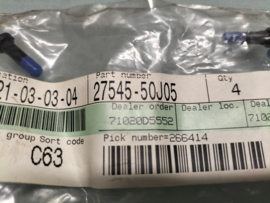 ation Part number Qty
21-03-03-04 27545-50J05 4
Dealer order Dealer loc. Deal
71020D5552 7102
group Sort code Pick number=266414
C63